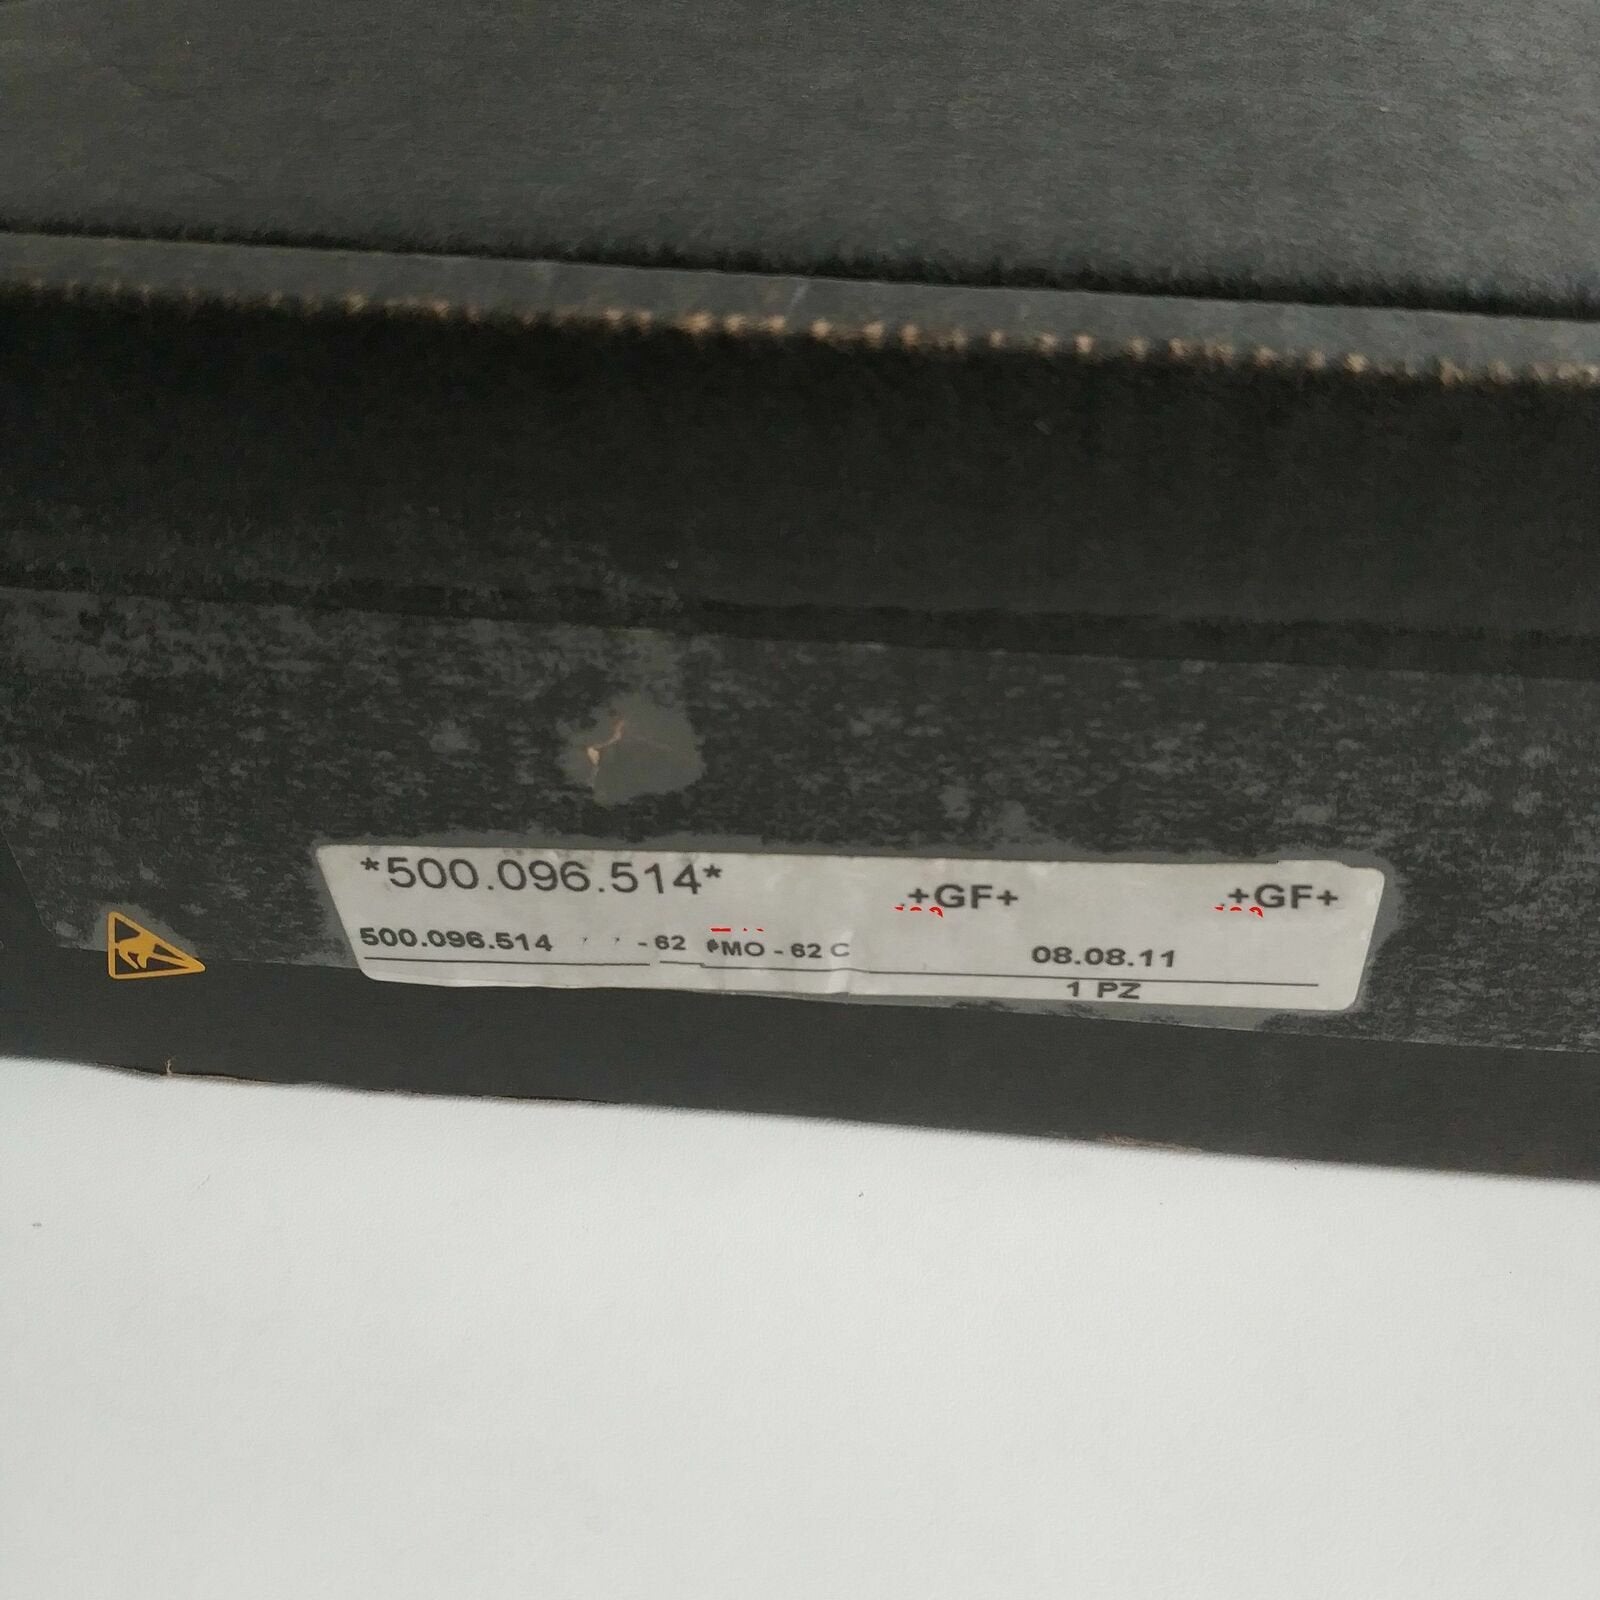 *500.096.514* +GF+ +GF+
500.096.514 - 62 MO - 62 C 08.08.11
1 PZ